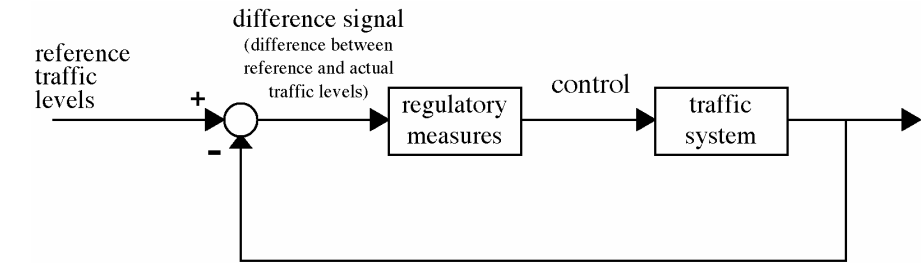 difference signal
(difference between
reference and actual
traffic levels)
reference
traffic
levels
+
-
regulatory
measures
control
traffic
system